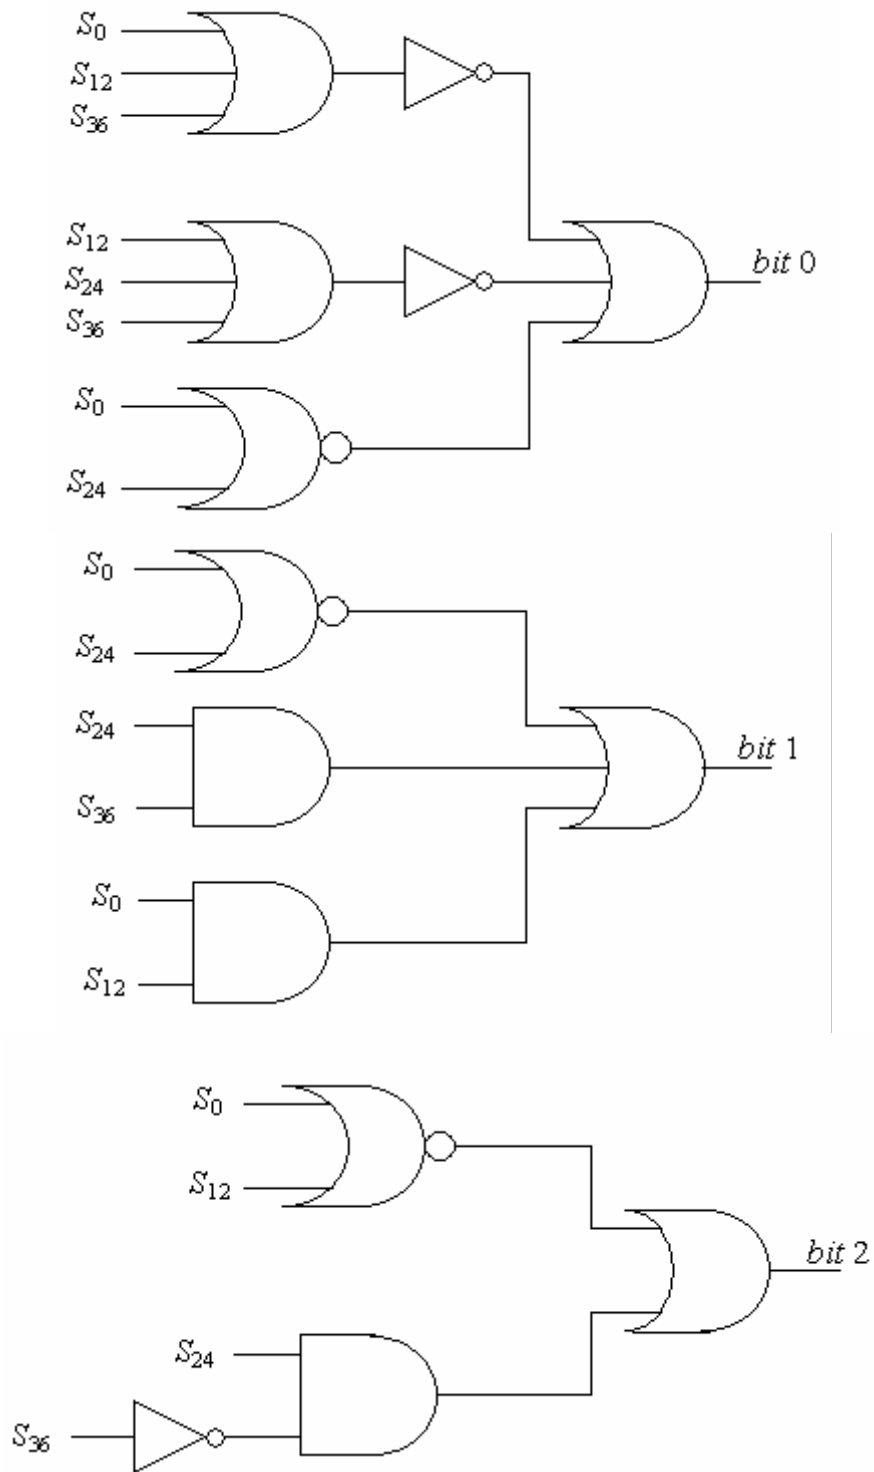 S₀
S₁₂
S₃₆
S₁₂
S₂₄
S₃₆
bit 0
S₀
S₂₄
S₀
S₂₄
S₂₄
bit 1
S₃₆
S₀
S₁₂
S₀
S₁₂
bit 2
S₂₄
S₃₆